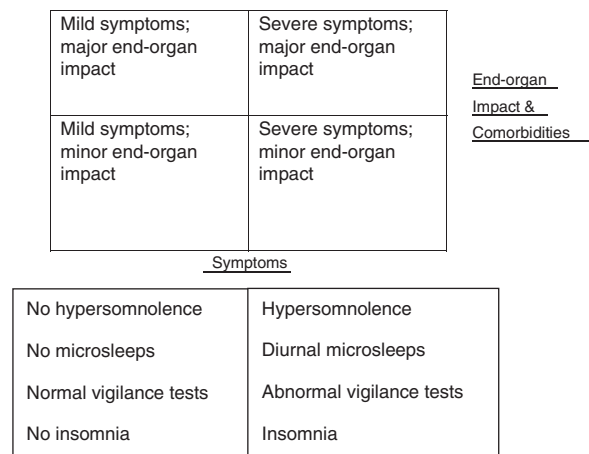 Mild symptoms;
major end-organ
impact
Severe symptoms;
major end-organ
impact
End-organ
Impact &
Comorbidities
Mild symptoms;
minor end-organ
impact
Severe symptoms;
minor end-organ
impact
Symptoms
No hypersomnolence
Hypersomnolence
No microsleeps
Diurnal microsleeps
Normal vigilance tests
Abnormal vigilance tests
No insomnia
Insomnia